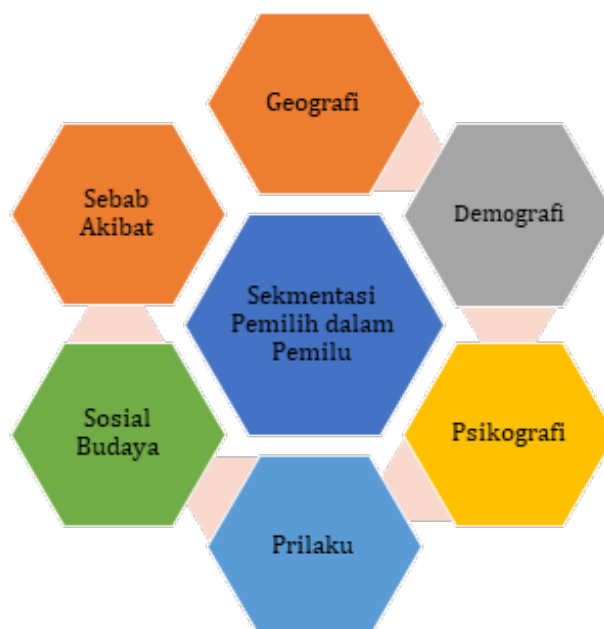 Geografi
Demografi
Psikografi
Prilaku
Sosial
Budaya
Sebab
Akibat
Sekmentasi
Pemilih dalam
Pemilu